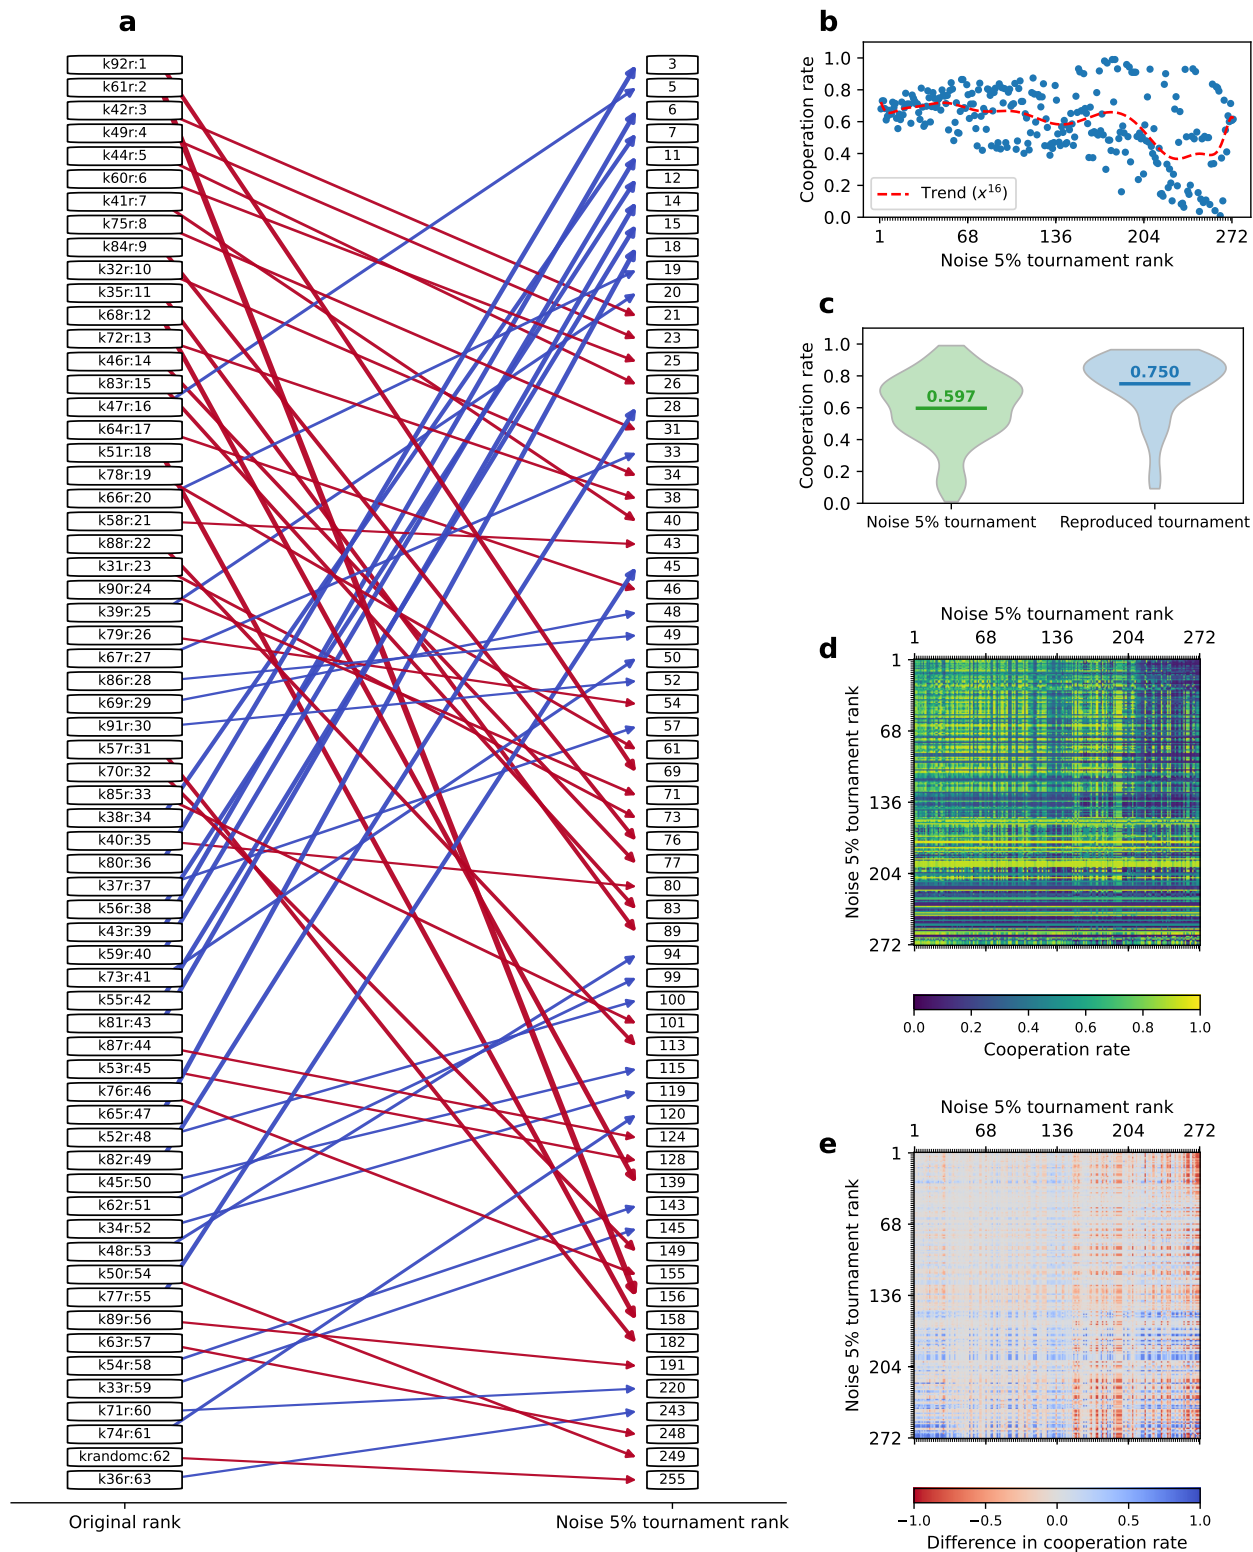 a
k92r:1
k61r:2
k42r:3
k49r:4
k44r:5
k60r:6
k41r:7
k75r:8
k84r:9
k32r:10
k35r:11
k68r:12
k72r:13
k46r:14
k83r:15
k47r:16
k64r:17
k51r:18
k78r:19
k66r:20
k58r:21
k88r:22
k31r:23
k90r:24
k39r:25
k79r:26
k67r:27
k86r:28
k69r:29
k91r:30
k57r:31
k70r:32
k85r:33
k38r:34
k40r:35
k80r:36
k37r:37
k56r:38
k43r:39
k59r:40
k73r:41
k55r:42
k81r:43
k87r:44
k53r:45
k76r:46
k65r:47
k52r:48
k82r:49
k45r:50
k62r:51
k34r:52
k48r:53
k50r:54
k77r:55
k89r:56
k63r:57
k54r:58
k33r:59
k71r:60
k74r:61
krandomc:62
k36r:63
Original rank
3
5
6
7
11
12
14
15
18
19
20
21
23
25
26
28
31
33
34
38
40
43
45
46
48
49
50
52
54
57
61
69
71
73
76
77
80
83
89
94
99
100
101
113
115
119
120
124
128
139
143
145
149
155
156
158
182
191
220
243
248
249
255
Noise 5% tournament rank
b
Cooperation rate
1.0
0.8
0.6
0.4
0.2
0.0
Trend (x^16)
1 68 136 204 272
Noise 5% tournament rank
c
Cooperation rate
1.0
0.8
0.6
0.4
0.2
0.0
0.597
0.750
Noise 5% tournament
Reproduced tournament
d
Noise 5% tournament rank
1 68 136 204 272
Noise 5% tournament rank
1
68
136
204
272
0.0 0.2 0.4 0.6 0.8 1.0
Cooperation rate
e
Noise 5% tournament rank
1 68 136 204 272
Noise 5% tournament rank
1
68
136
204
272
−1.0 −0.5 0.0 0.5 1.0
Difference in cooperation rate